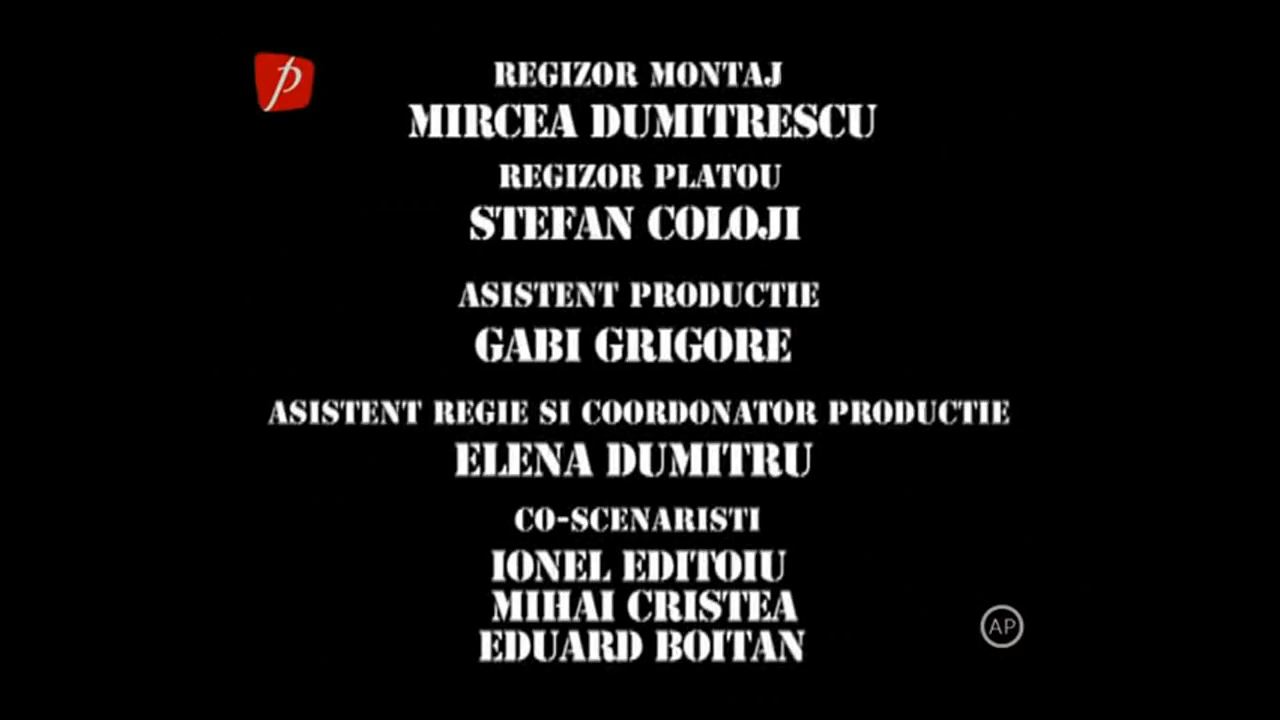 p
REGIZOR MONTAJ
MIRCEA DUMITRESCU
REGIZOR PLATOU
STEFAN COLOJI
ASISTENT PRODUCTIE
GABI GRIGORE
ASISTENT REGIE SI COORDONATOR PRODUCTIE
ELENA DUMITRU
CO-SCENARISTI
IONEL EDITOIU
MIHAI CRISTEA
EDUARD BOITAN
AP